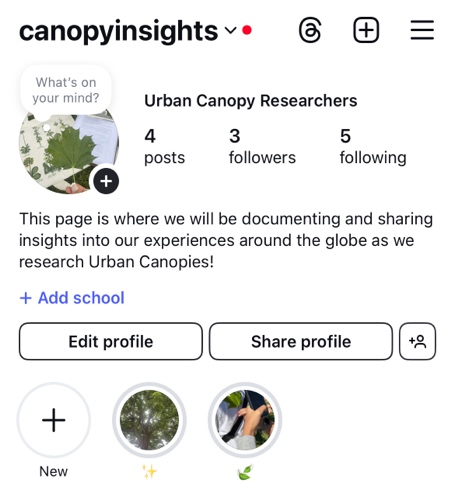 canopyinsights
What's on
your mind?
Urban Canopy Researchers
4 3 5
posts followers following
This page is where we will be documenting and sharing
insights into our experiences around the globe as we
research Urban Canopies!
+ Add school
Edit profile Share profile
New ✨ 🌿